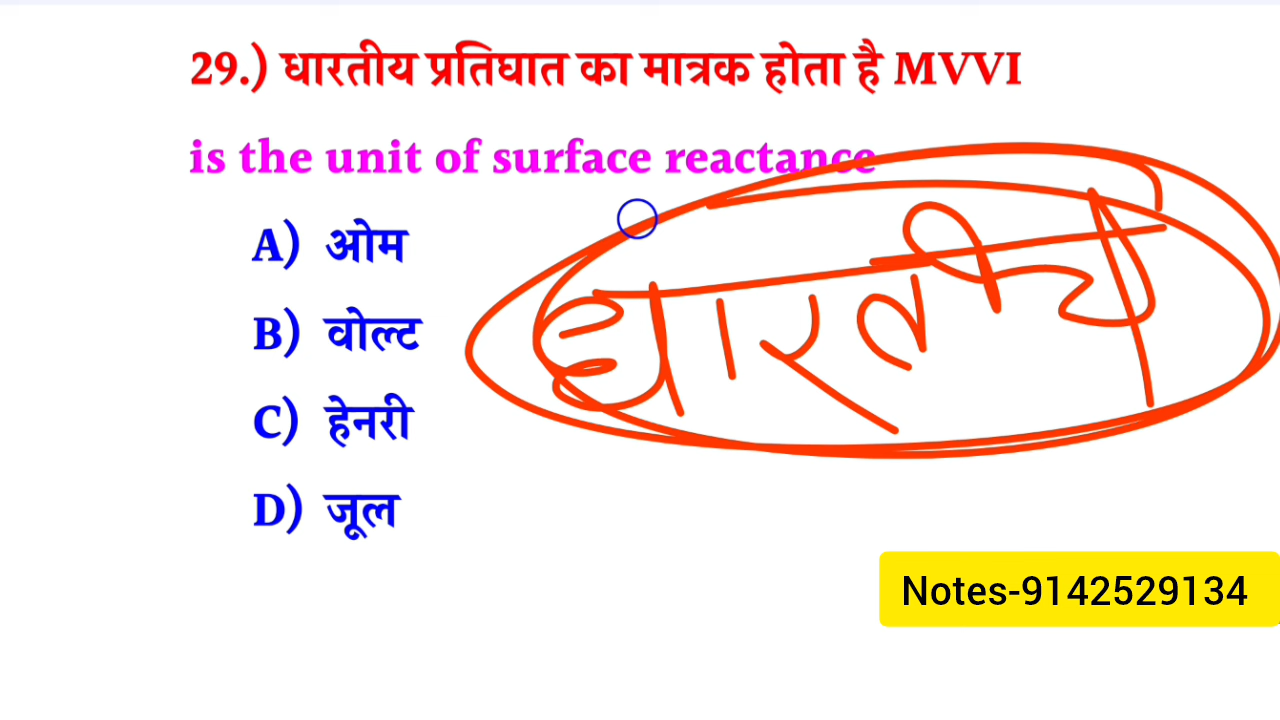 29.) धारतीय प्रतिघात का मात्रक होता है MVVI
is the unit of surface reactance
A) ओम
B) वोल्ट
C) हेनरी
D) जूल
धारतीय
Notes-9142529134